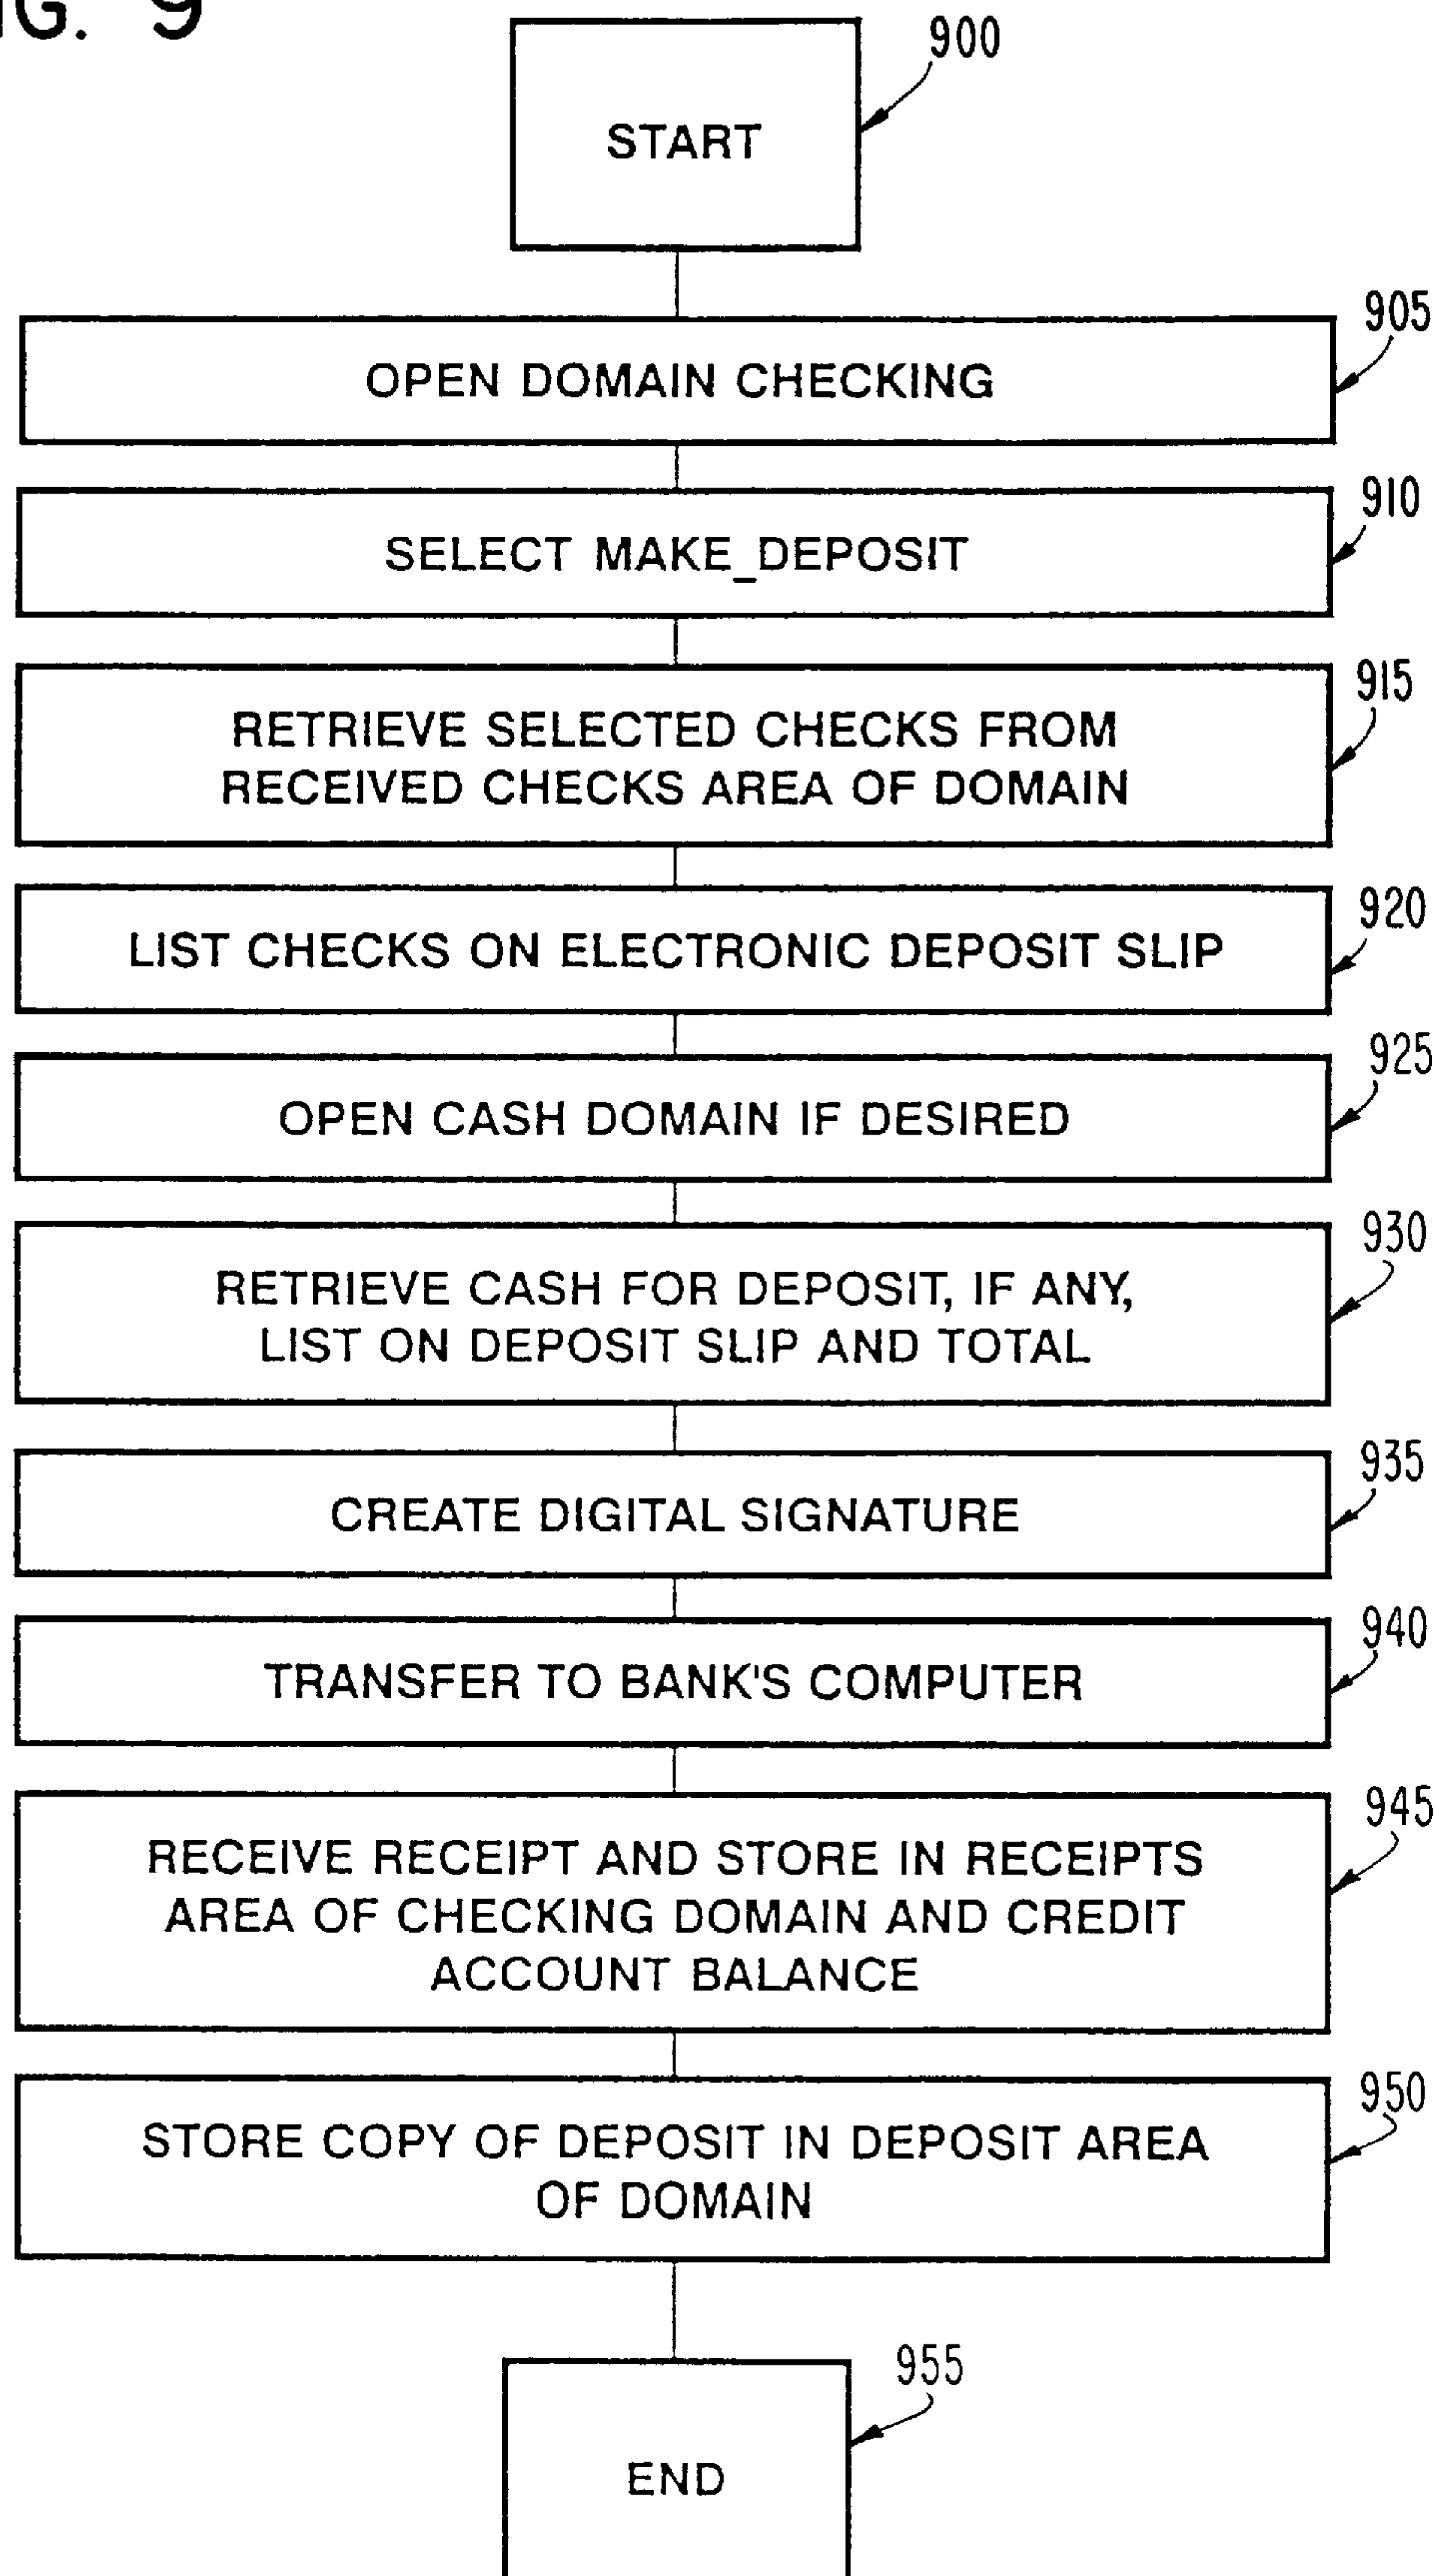 FIG. 9
900
START
905
OPEN DOMAIN CHECKING
910
SELECT MAKE_DEPOSIT
915
RETRIEVE SELECTED CHECKS FROM
RECEIVED CHECKS AREA OF DOMAIN
920
LIST CHECKS ON ELECTRONIC DEPOSIT SLIP
925
OPEN CASH DOMAIN IF DESIRED
930
RETRIEVE CASH FOR DEPOSIT, IF ANY,
LIST ON DEPOSIT SLIP AND TOTAL
935
CREATE DIGITAL SIGNATURE
940
TRANSFER TO BANK'S COMPUTER
945
RECEIVE RECEIPT AND STORE IN RECEIPTS
AREA OF CHECKING DOMAIN AND CREDIT
ACCOUNT BALANCE
950
STORE COPY OF DEPOSIT IN DEPOSIT AREA
OF DOMAIN
955
END